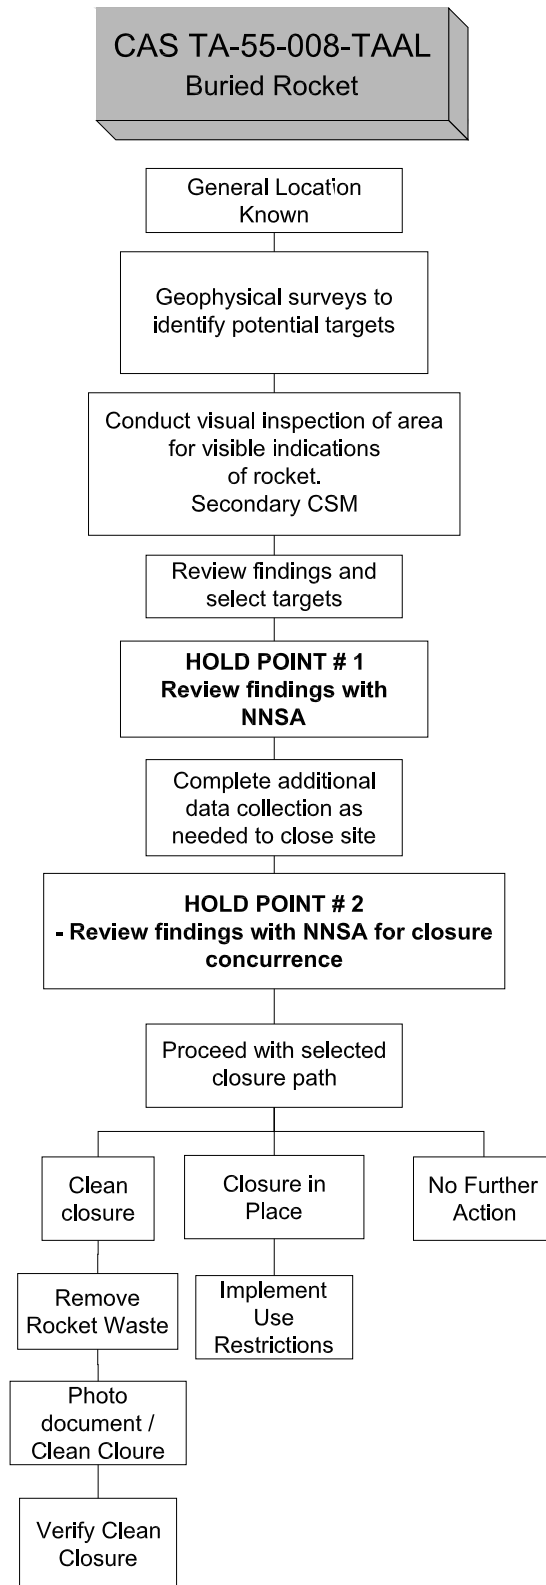 CAS TA-55-008-TAAL
Buried Rocket
General Location
Known
Geophysical surveys to
identify potential targets
Conduct visual inspection of area
for visible indications
of rocket.
Secondary CSM
Review findings and
select targets
HOLD POINT # 1
Review findings with
NNSA
Complete additional
data collection as
needed to close site
HOLD POINT # 2
- Review findings with NNSA for closure
concurrence
Proceed with selected
closure path
Clean
closure
Closure in
Place
No Further
Action
Remove
Rocket Waste
Implement
Use
Restrictions
Photo
document /
Clean Cloure
Verify Clean
Closure